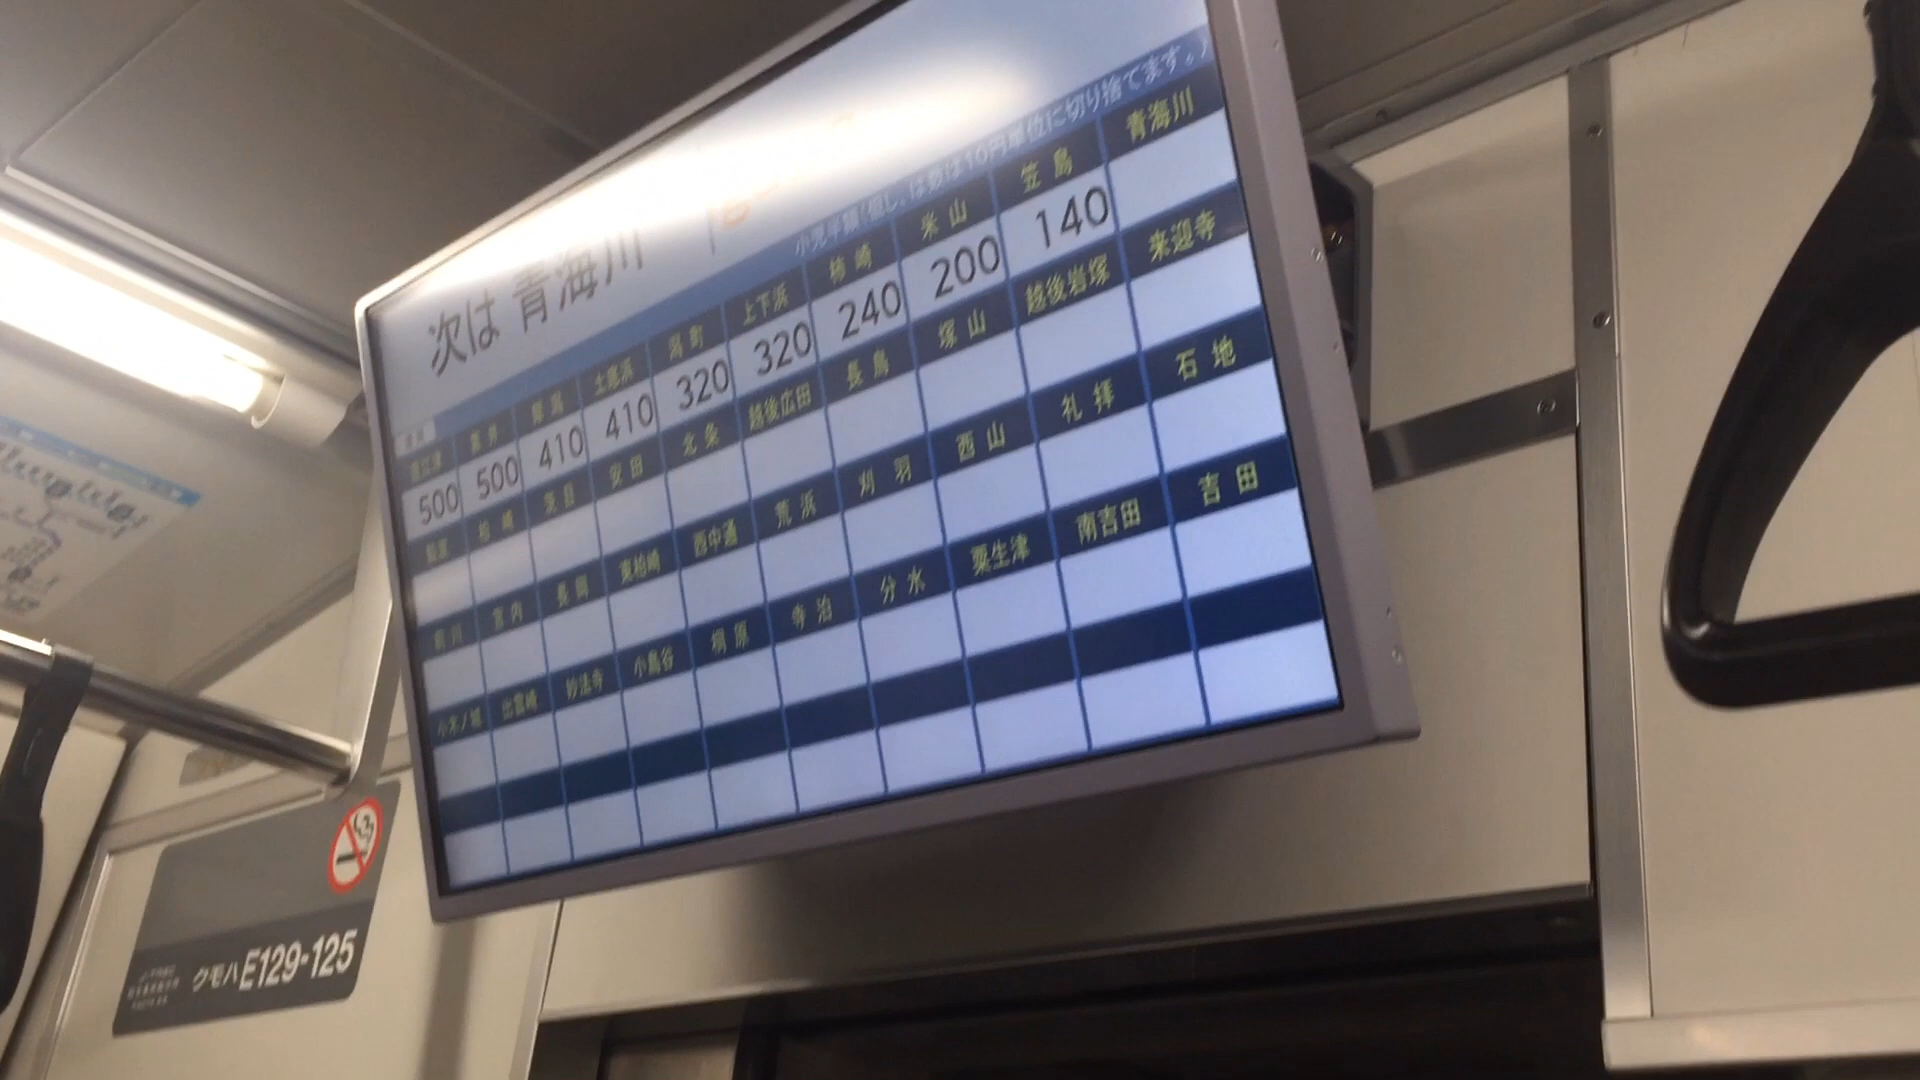 次は 青海川
小児半額(但し、は数は10円単位に切り捨てます。)
直江津 黒井 犀潟 土底浜 潟町 上下浜 柿崎 米山 笠島 青海川
500 500 410 410 320 320 240 200 140
鯨波 柏崎 茨目 安田 北条 越後広田 長鳥 塚山 越後岩塚 来迎寺
前川 宮内 長岡 東柏崎 西中通 荒浜 刈羽 西山 礼拝 石地
小木ノ城 出雲崎 妙法寺 小島谷 桐原 寺泊 分水 粟生津 南吉田 吉田
クモハE129-125